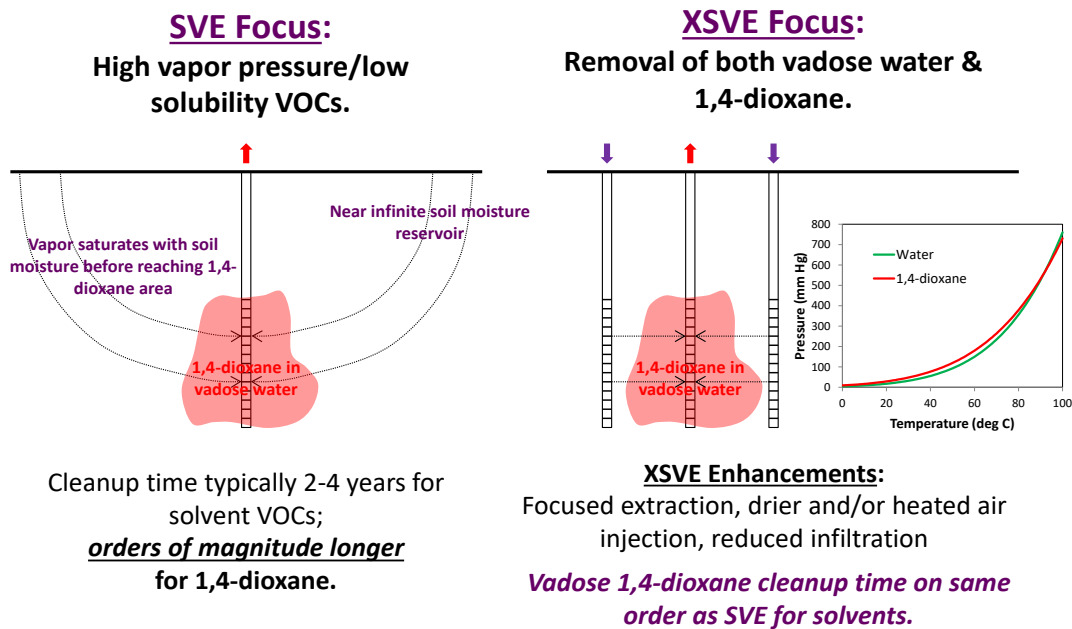 SVE Focus:
High vapor pressure/low
solubility VOCs.
Vapor saturates with soil
moisture before reaching 1,4-
dioxane area
Near infinite soil moisture
reservoir
1,4-dioxane in
vadose water
Cleanup time typically 2-4 years for
solvent VOCs;
orders of magnitude longer
for 1,4-dioxane.
XSVE Focus:
Removal of both vadose water &
1,4-dioxane.
1,4-dioxane in
vadose water
Pressure (mm Hg)
800
700
600
500
400
300
200
100
0
Water
1,4-dioxane
0 20 40 60 80 100
Temperature (deg C)
XSVE Enhancements:
Focused extraction, drier and/or heated air
injection, reduced infiltration
Vadose 1,4-dioxane cleanup time on same
order as SVE for solvents.